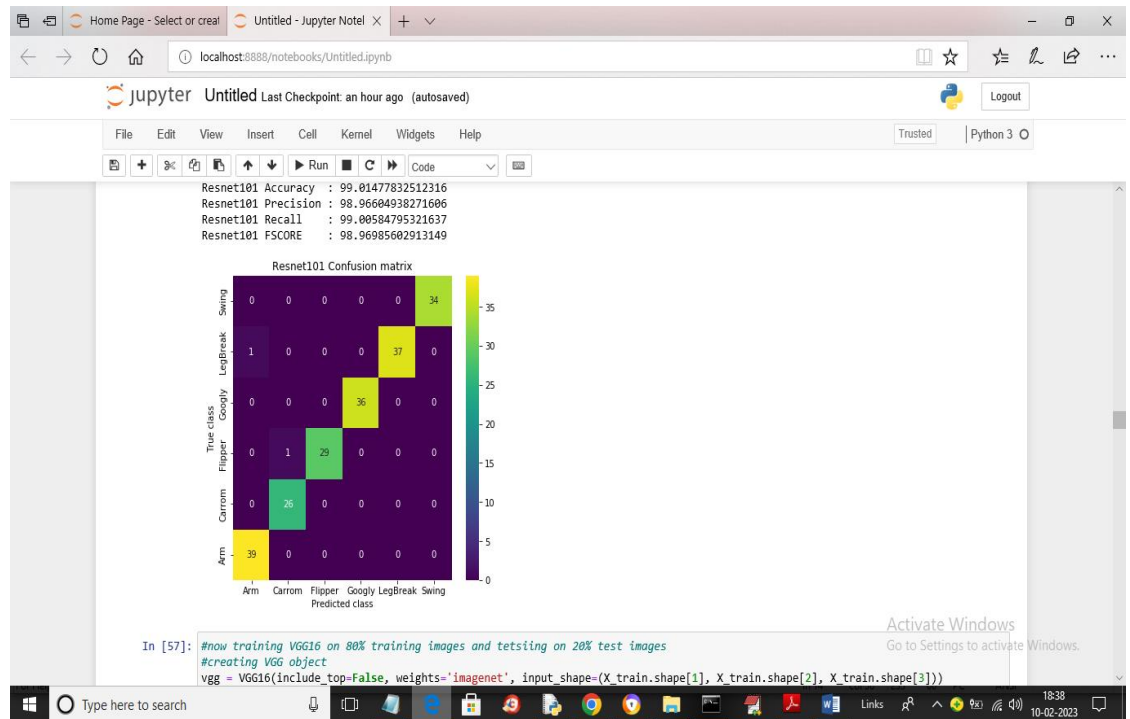 Home Page - Select or creat
Untitled - Jupyter Notel
localhost:8888/notebooks/Untitled.ipynb
jupyter Untitled Last Checkpoint: an hour ago (autosaved)
Logout
File Edit View Insert Cell Kernel Widgets Help
Trusted
Python 3
Run
Code
Resnet101 Accuracy : 99.01477832512316
Resnet101 Precision : 98.96604938271606
Resnet101 Recall : 99.00584795321637
Resnet101 FSCORE : 98.96985602913149
Resnet101 Confusion matrix
Swing 0 0 0 0 0 34
LegBreak 1 0 0 0 37 0
Googly 0 0 0 36 0 0
Flipper 0 1 29 0 0 0
Carrom 0 26 0 0 0 0
Arm 39 0 0 0 0 0
True class
Arm Carrom Flipper Googly LegBreak Swing
Predicted class
35
30
25
20
15
10
5
0
Activate Windows
Go to Settings to activate Windows.
In [57]: #now training VGG16 on 80% training images and tetsiing on 20% test images
#creating VGG object
vgg = VGG16(include_top=False, weights='imagenet', input_shape=(X_train.shape[1], X_train.shape[2], X_train.shape[3]))
Type here to search
Links
18:38
10-02-2023